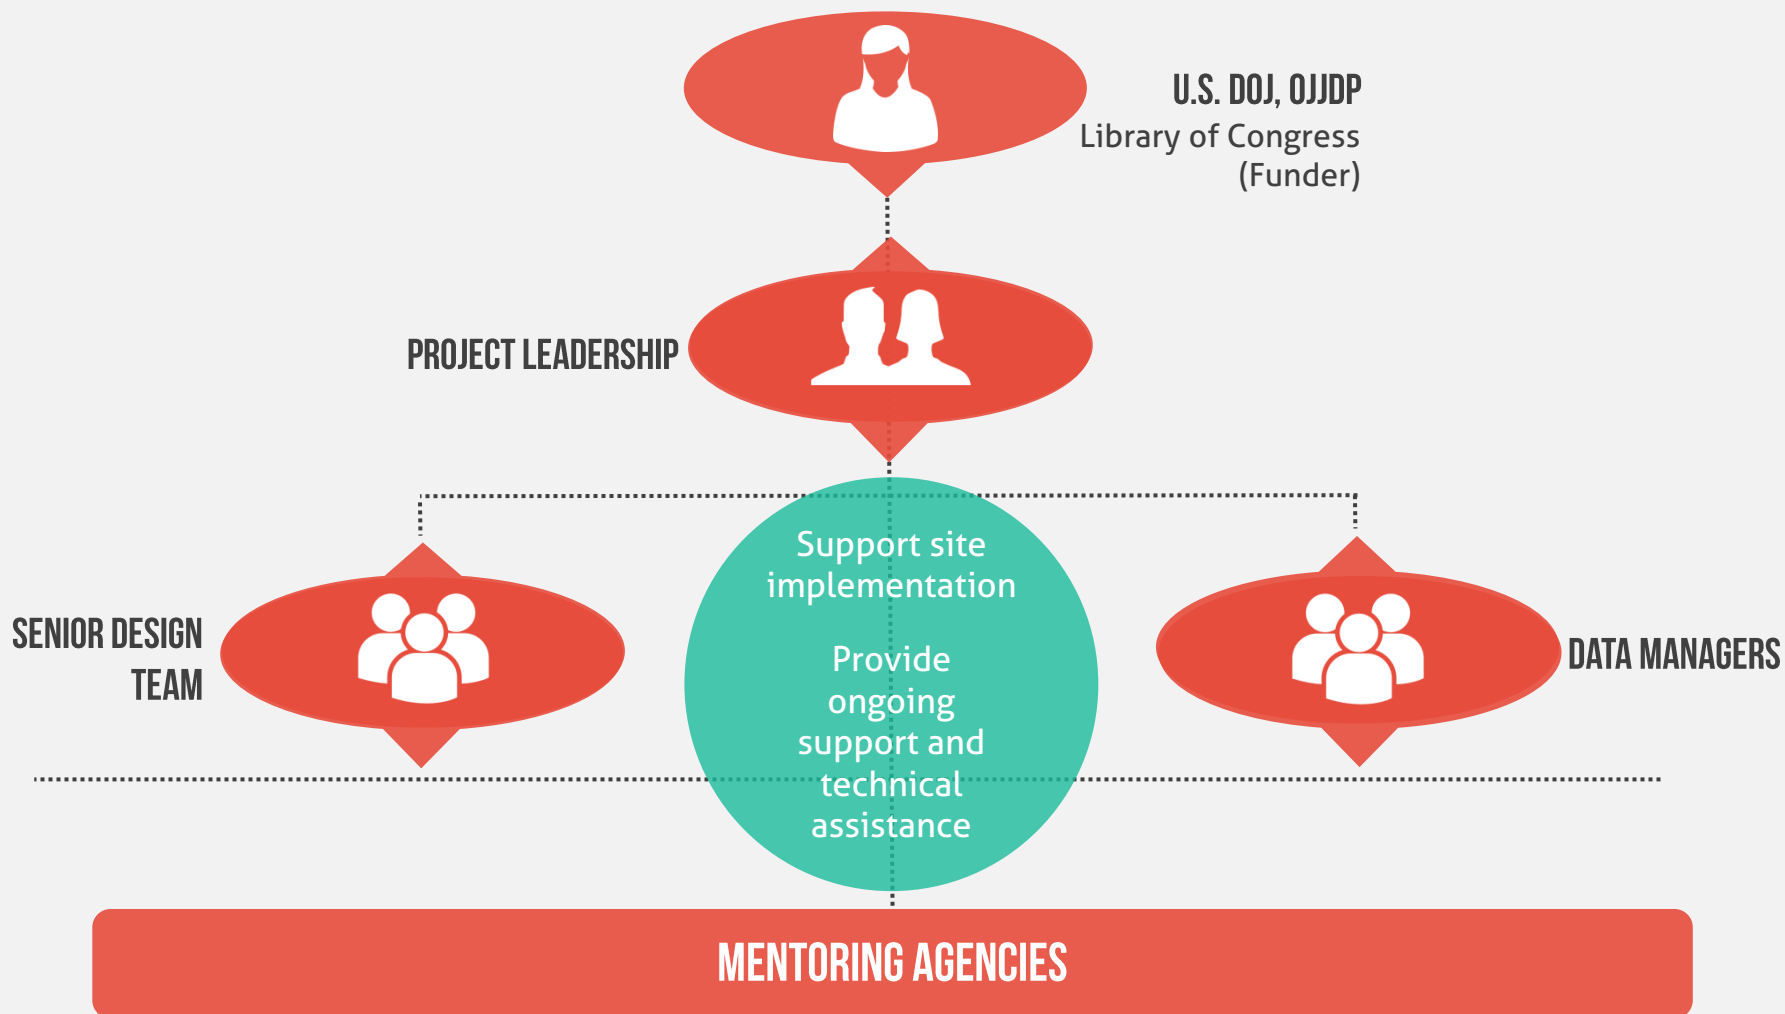 U.S. DOJ, OJJDP
Library of Congress
(Funder)
PROJECT LEADERSHIP
SENIOR DESIGN
TEAM
Support site
implementation
Provide
ongoing
support and
technical
assistance
DATA MANAGERS
MENTORING AGENCIES